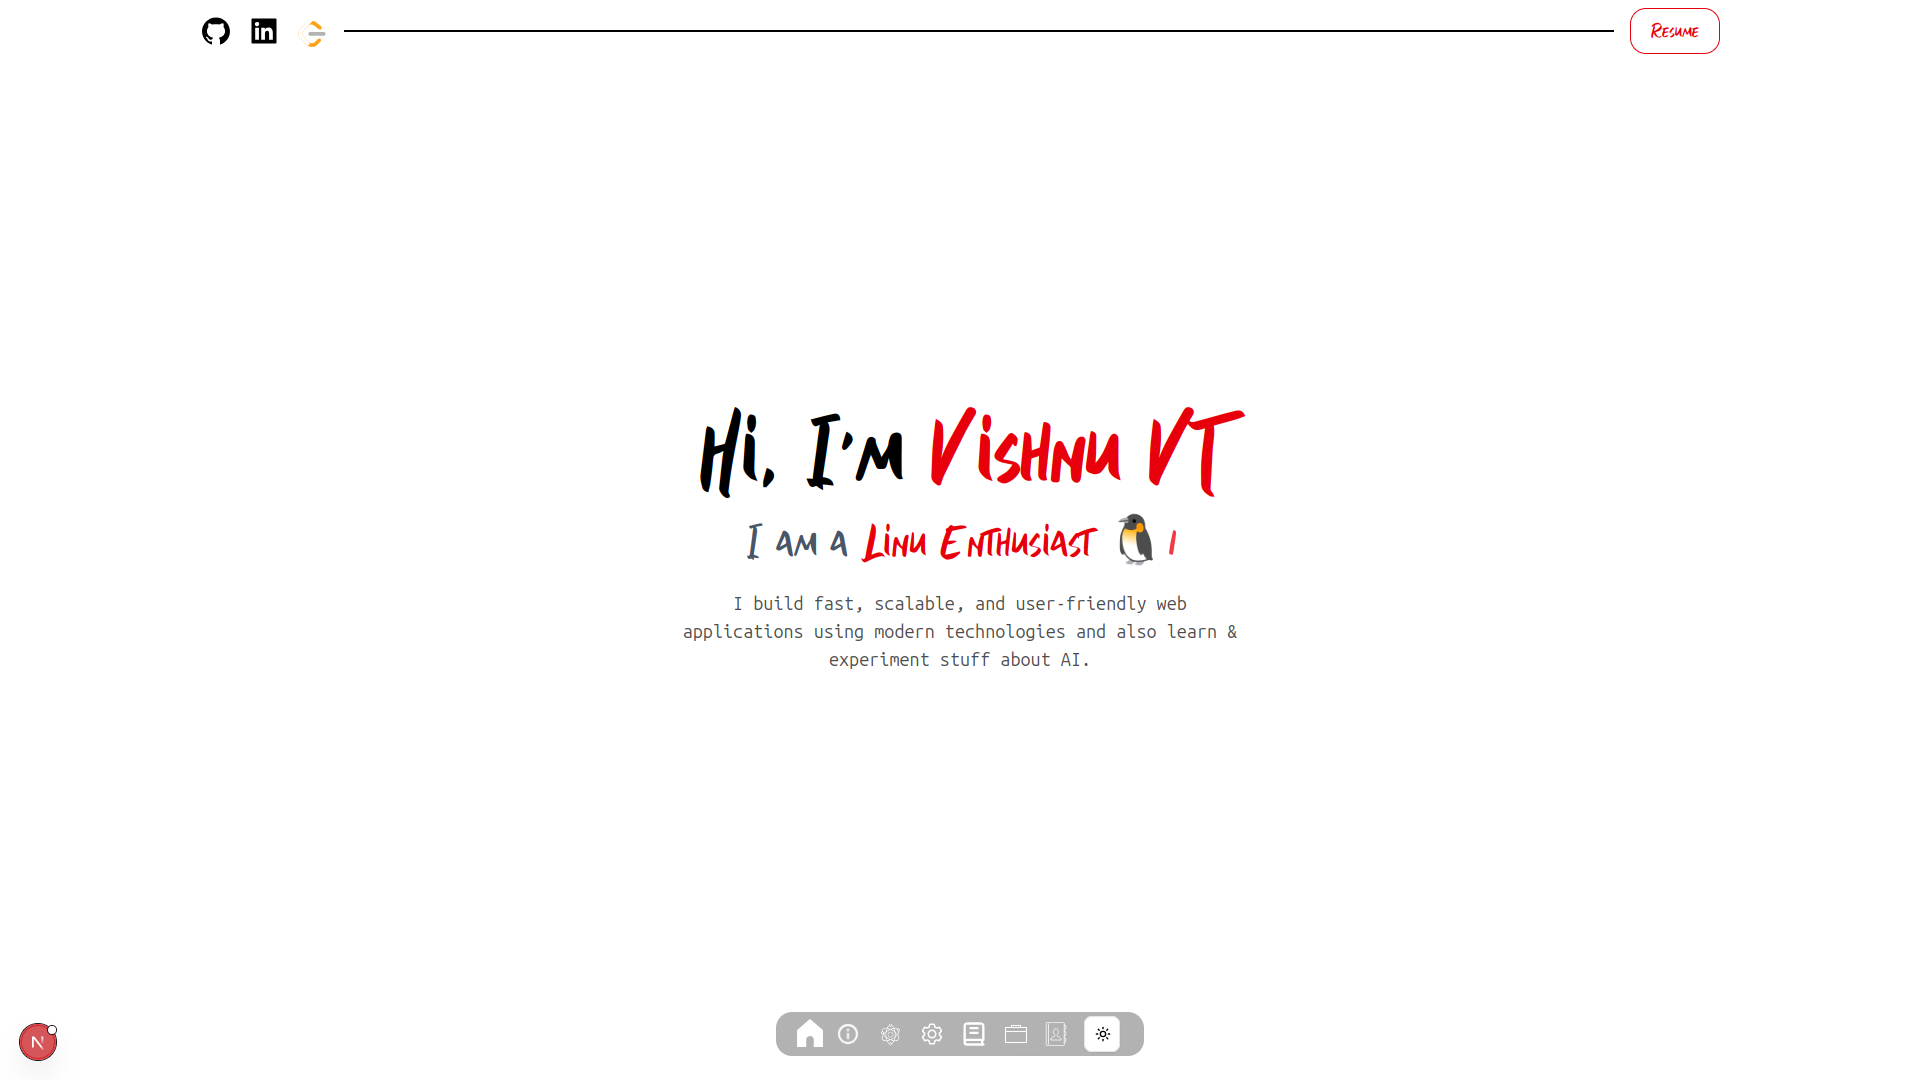 Resume
Hi, I'm Vishnu VT
I am a Linu Enthusiast 🐧 |
I build fast, scalable, and user-friendly web
applications using modern technologies and also learn &
experiment stuff about AI.
N